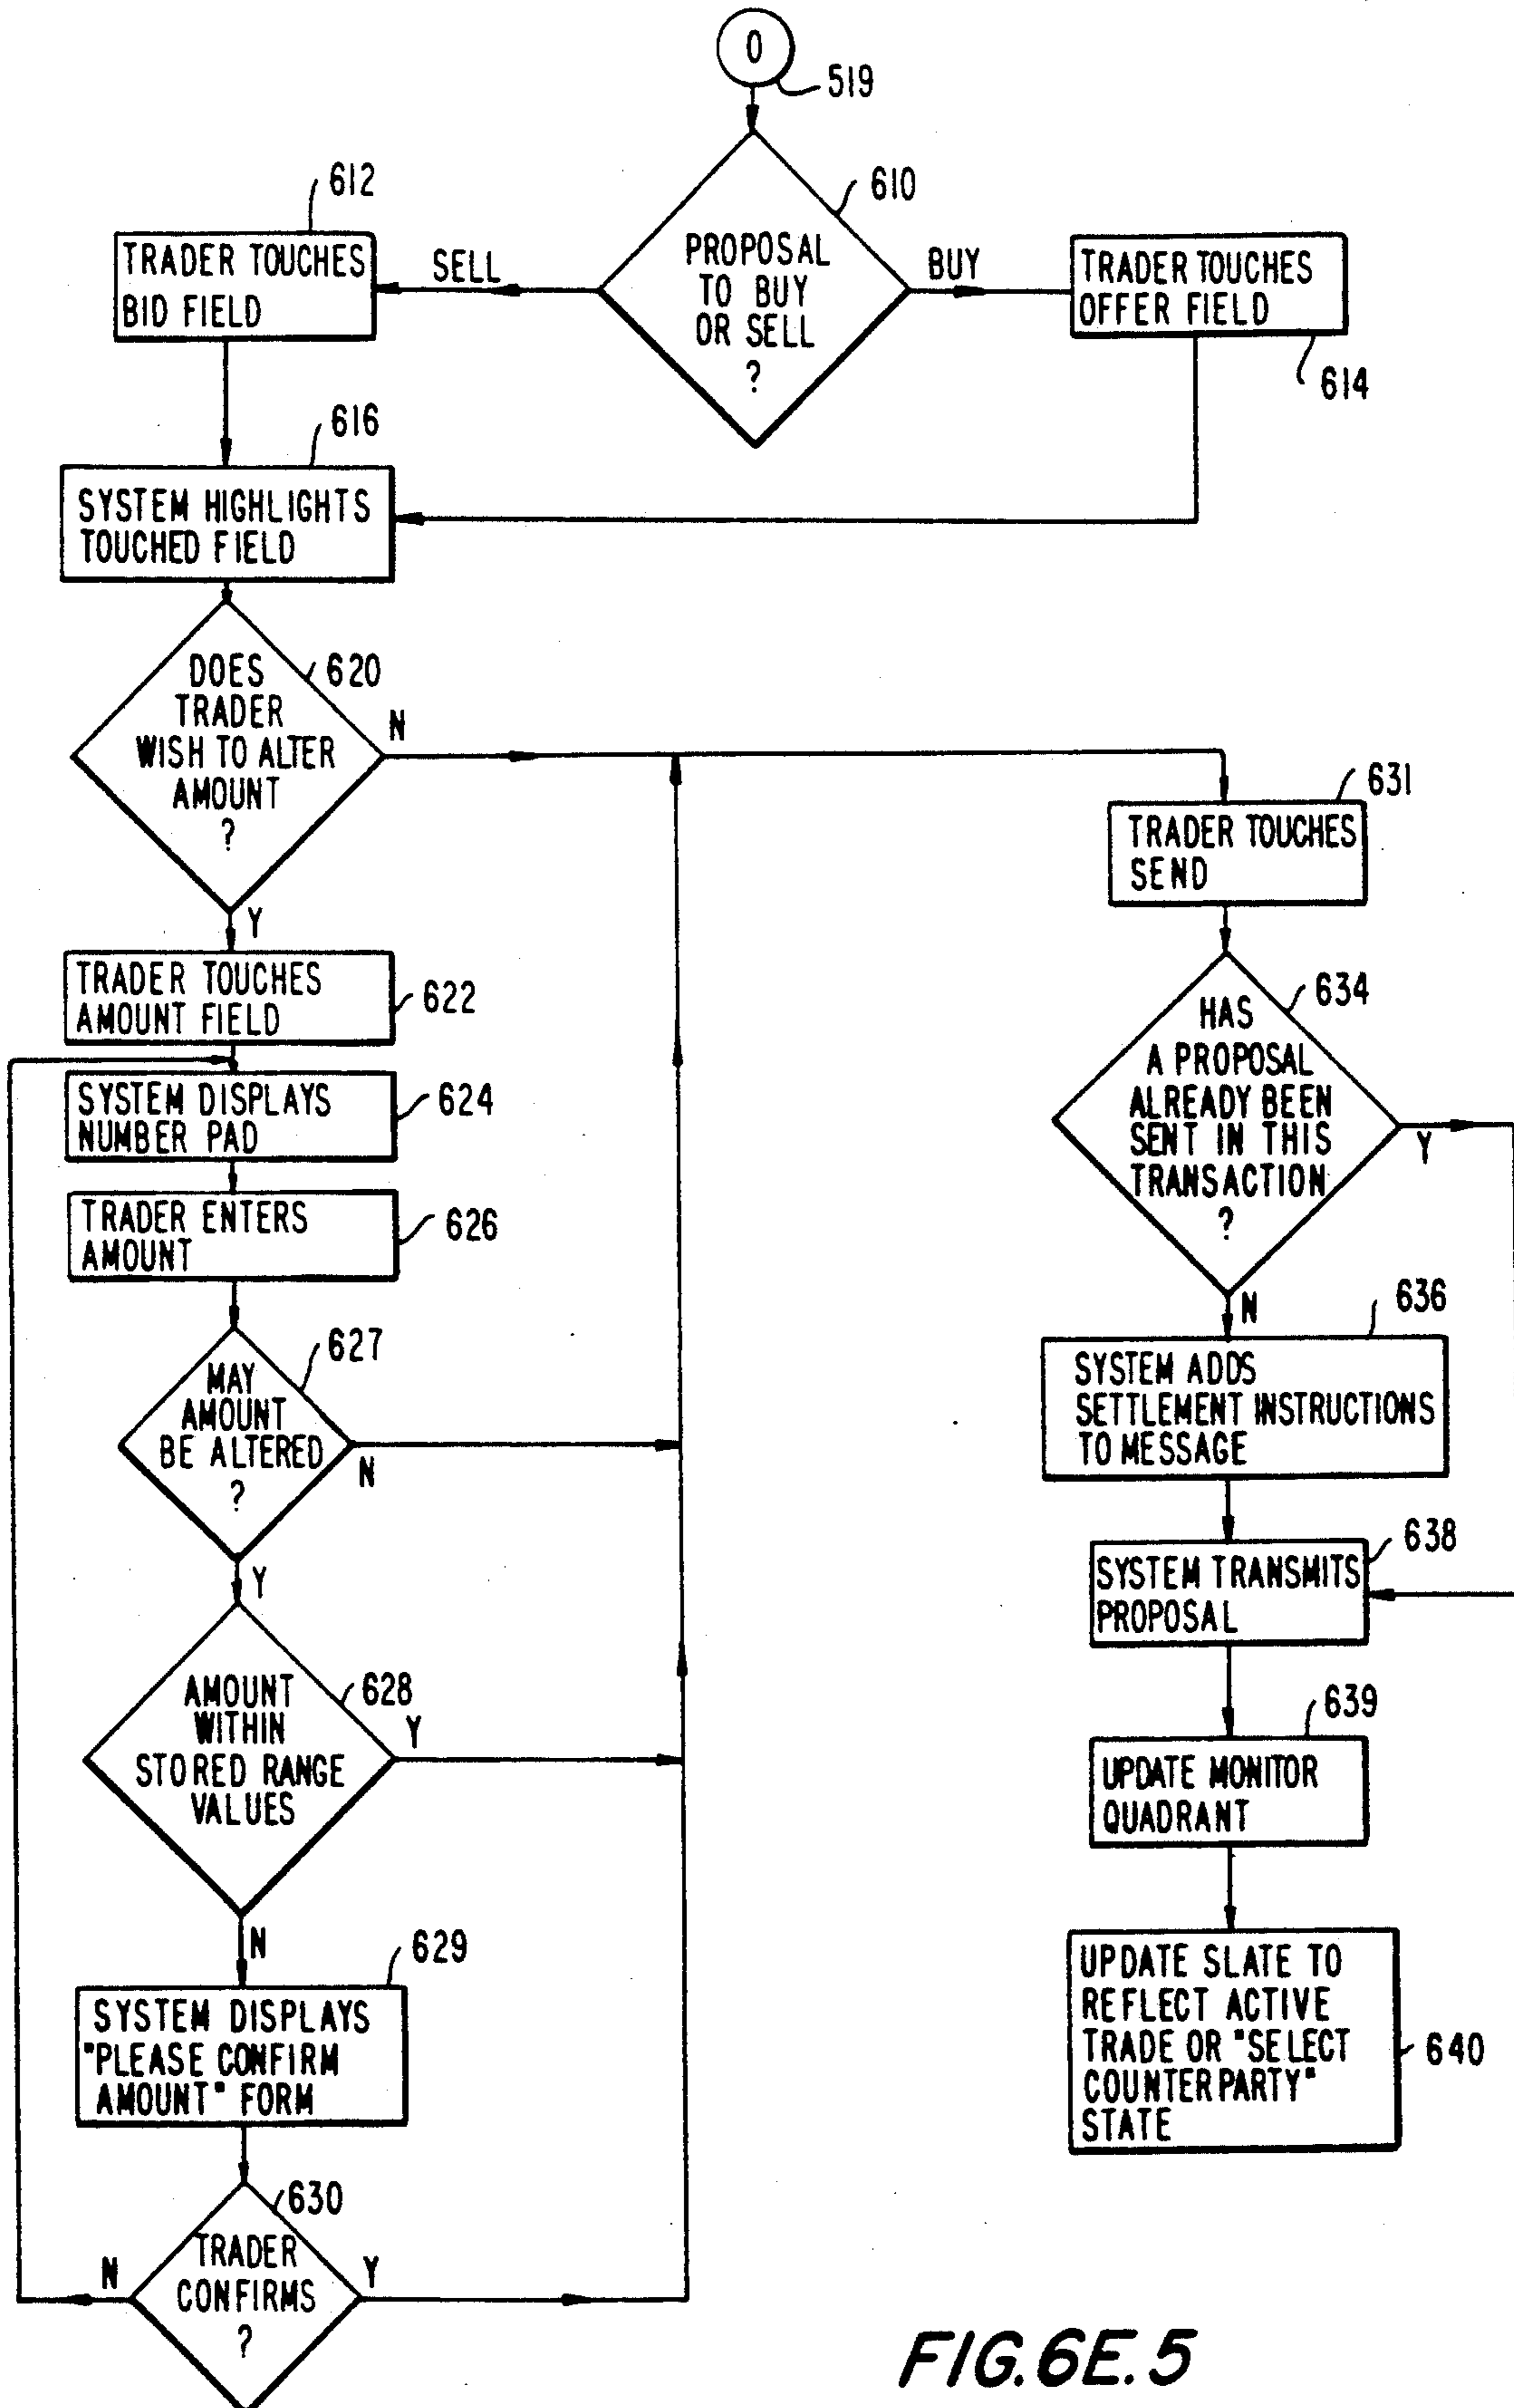 0
519
610
PROPOSAL
TO BUY
OR SELL
?
SELL
BUY
612
TRADER TOUCHES
BID FIELD
TRADER TOUCHES
OFFER FIELD
614
616
SYSTEM HIGHLIGHTS
TOUCHED FIELD
620
DOES
TRADER
WISH TO ALTER
AMOUNT
?
N
Y
TRADER TOUCHES
AMOUNT FIELD
622
SYSTEM DISPLAYS
NUMBER PAD
624
TRADER ENTERS
AMOUNT
626
627
MAY
AMOUNT
BE ALTERED
?
N
Y
628
AMOUNT
WITHIN
STORED RANGE
VALUES
Y
N
629
SYSTEM DISPLAYS
"PLEASE CONFIRM
AMOUNT" FORM
630
TRADER
CONFIRMS
?
N
Y
631
TRADER TOUCHES
SEND
634
HAS
A PROPOSAL
ALREADY BEEN
SENT IN THIS
TRANSACTION
?
Y
N
636
SYSTEM ADDS
SETTLEMENT INSTRUCTIONS
TO MESSAGE
638
SYSTEM TRANSMITS
PROPOSAL
639
UPDATE MONITOR
QUADRANT
UPDATE SLATE TO
REFLECT ACTIVE
TRADE OR "SELECT
COUNTERPARTY"
STATE
640
FIG.6E.5